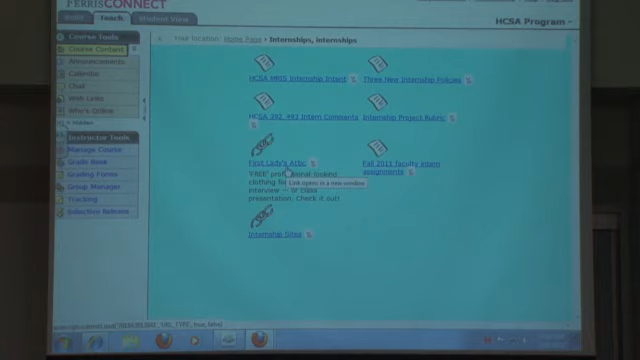 FERRISCONNECT
Build
Teach
Student View
HCSA Program
Course Tools
Course Content
Announcements
Calendar
Chat
Web Links
Who's Online
Hidden
Instructor Tools
Manage Course
Grade Book
Grading Forms
Group Manager
Tracking
Selective Release
Your location: Home Page › Internships, internships
HCSA MRIS Internship Intent
Three New Internship Policies
HCSA 392, 493 Intern Comments
Internship Project Rubric
First Lady's Attic
'FREE' professional looking
clothing for
interview -- or class
presentation. Check it out!
Link opens in a new window
Fall 2011 faculty intern
assignments
Internship Sites